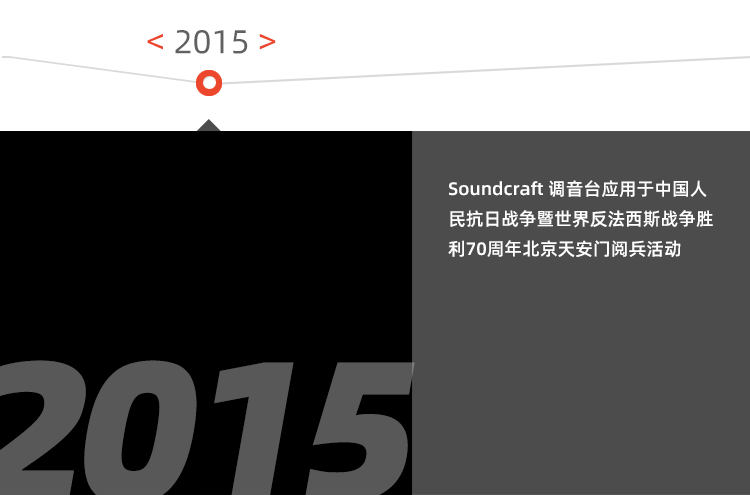 < 2015 >
Soundcraft 调音台应用于中国人
民抗日战争暨世界反法西斯战争胜
利70周年北京天安门阅兵活动
2015